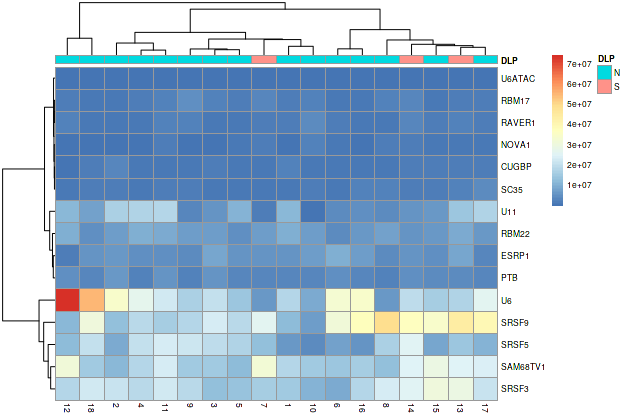 DLP
U6ATAC
RBM17
RAVER1
NOVA1
CUGBP
SC35
U11
RBM22
ESRP1
PTB
U6
SRSF9
SRSF5
SAM68TV1
SRSF3
12 18 2 4 11 9 3 5 7 1 10 6 16 8 14 15 13 17
7e+07
6e+07
5e+07
4e+07
3e+07
2e+07
1e+07
DLP
N
S